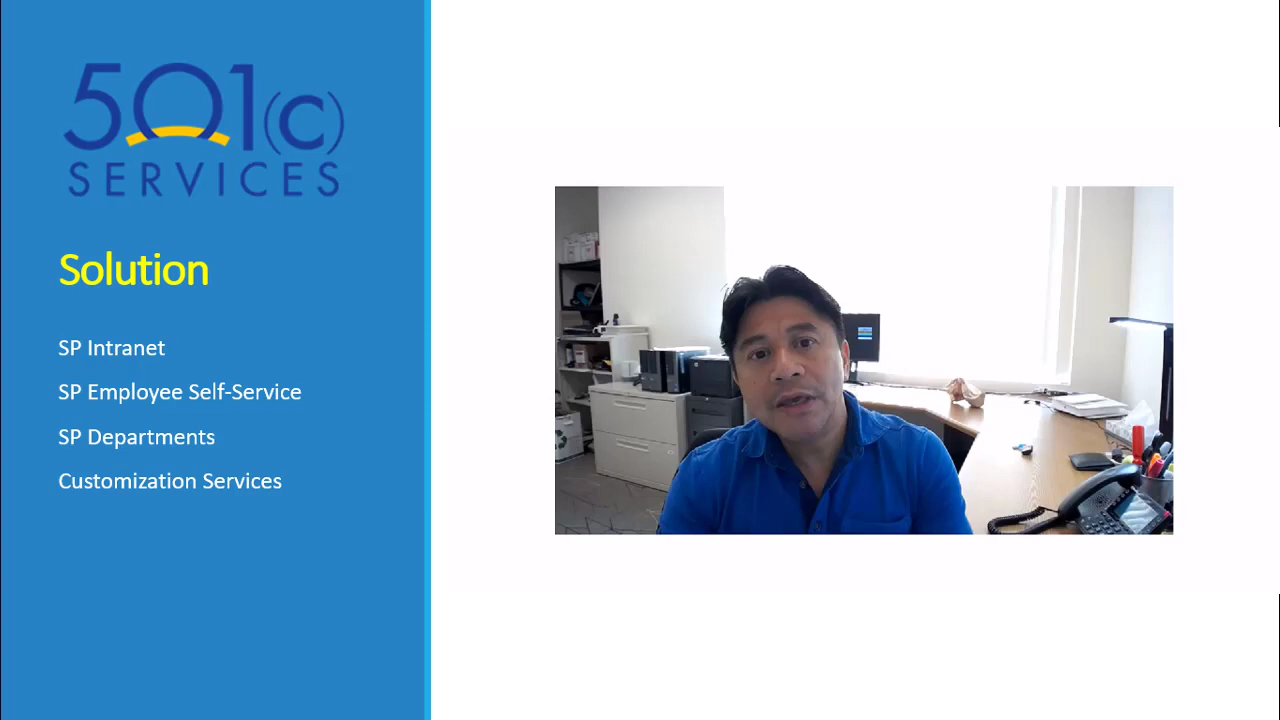 501(c)
SERVICES
Solution
SP Intranet
SP Employee Self-Service
SP Departments
Customization Services